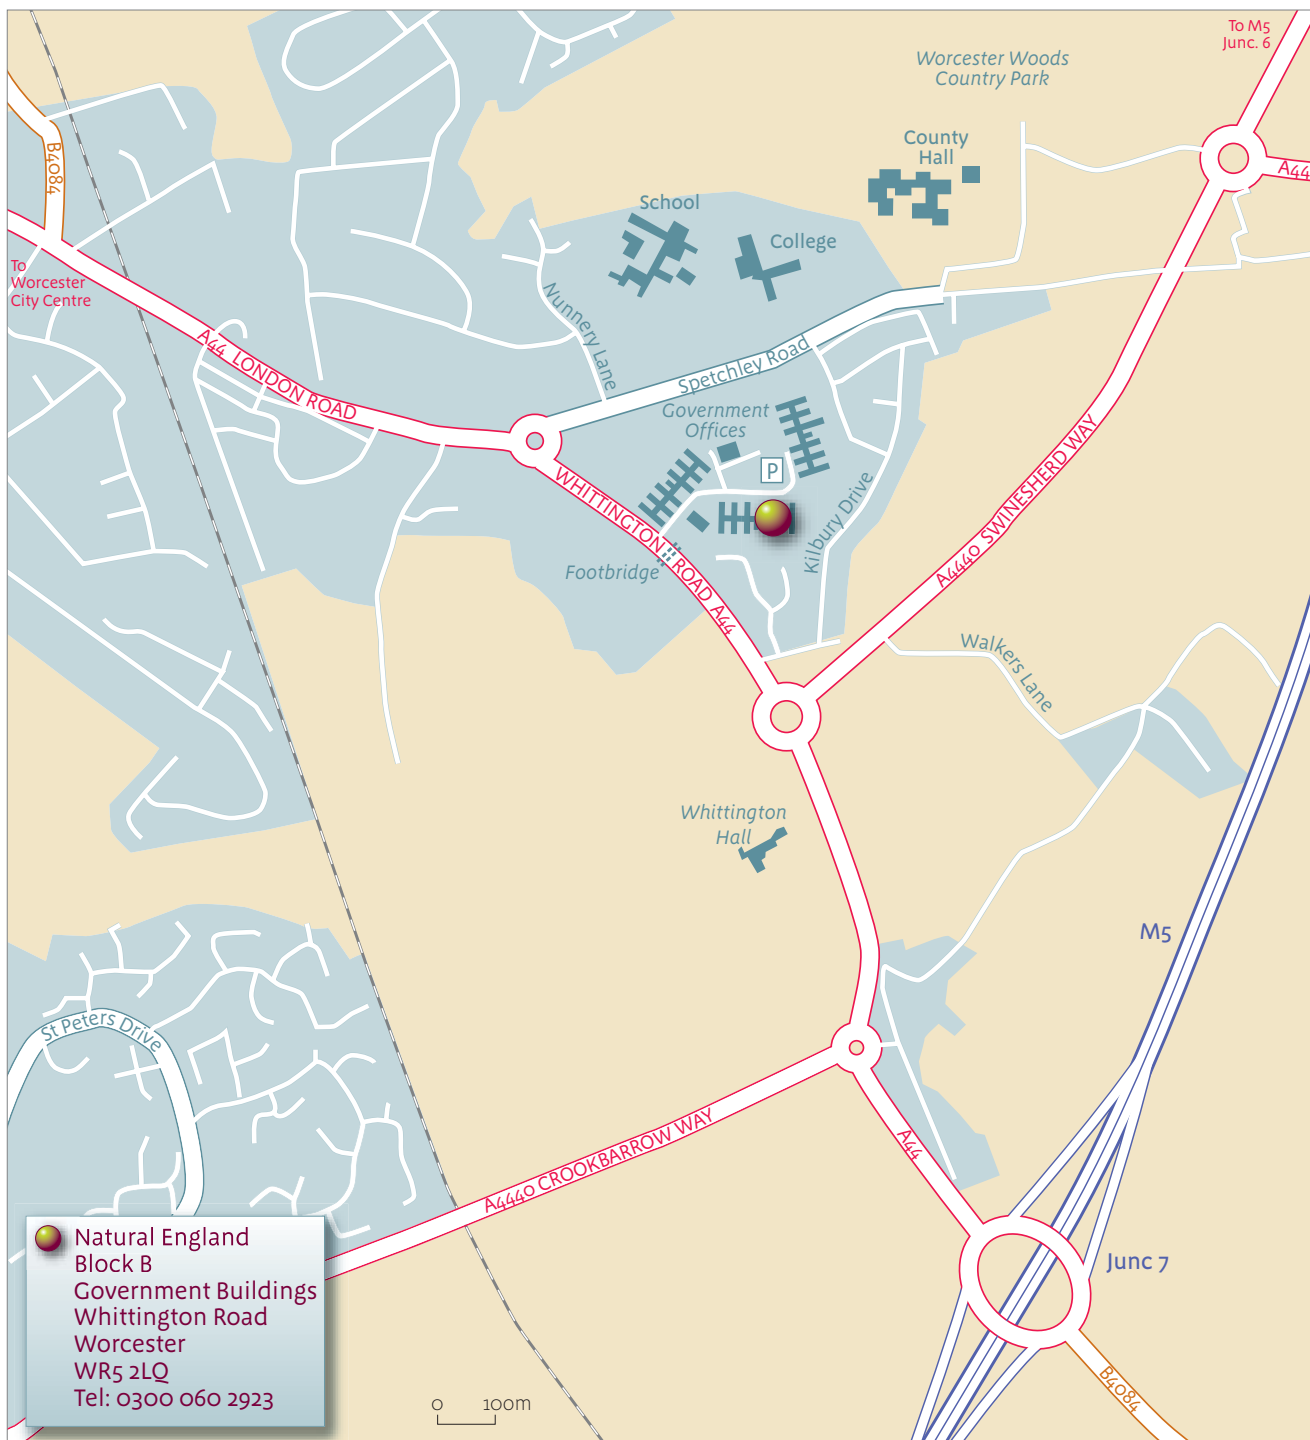 To M5
Junc. 6
Worcester Woods
Country Park
County
Hall
A44
B4084
School
College
To
Worcester
City Centre
Nunnery Lane
A44 LONDON ROAD
Spetchley Road
Government
Offices
P
WHITTINGTON ROAD A44
Kilbury Drive
A4440 SWINESHERD WAY
Footbridge
Walkers Lane
Whittington
Hall
M5
St Peters Drive
A4440 CROOKBARROW WAY
A44
Junc 7
B4084
Natural England
Block B
Government Buildings
Whittington Road
Worcester
WR5 2LQ
Tel: 0300 060 2923
0 100m